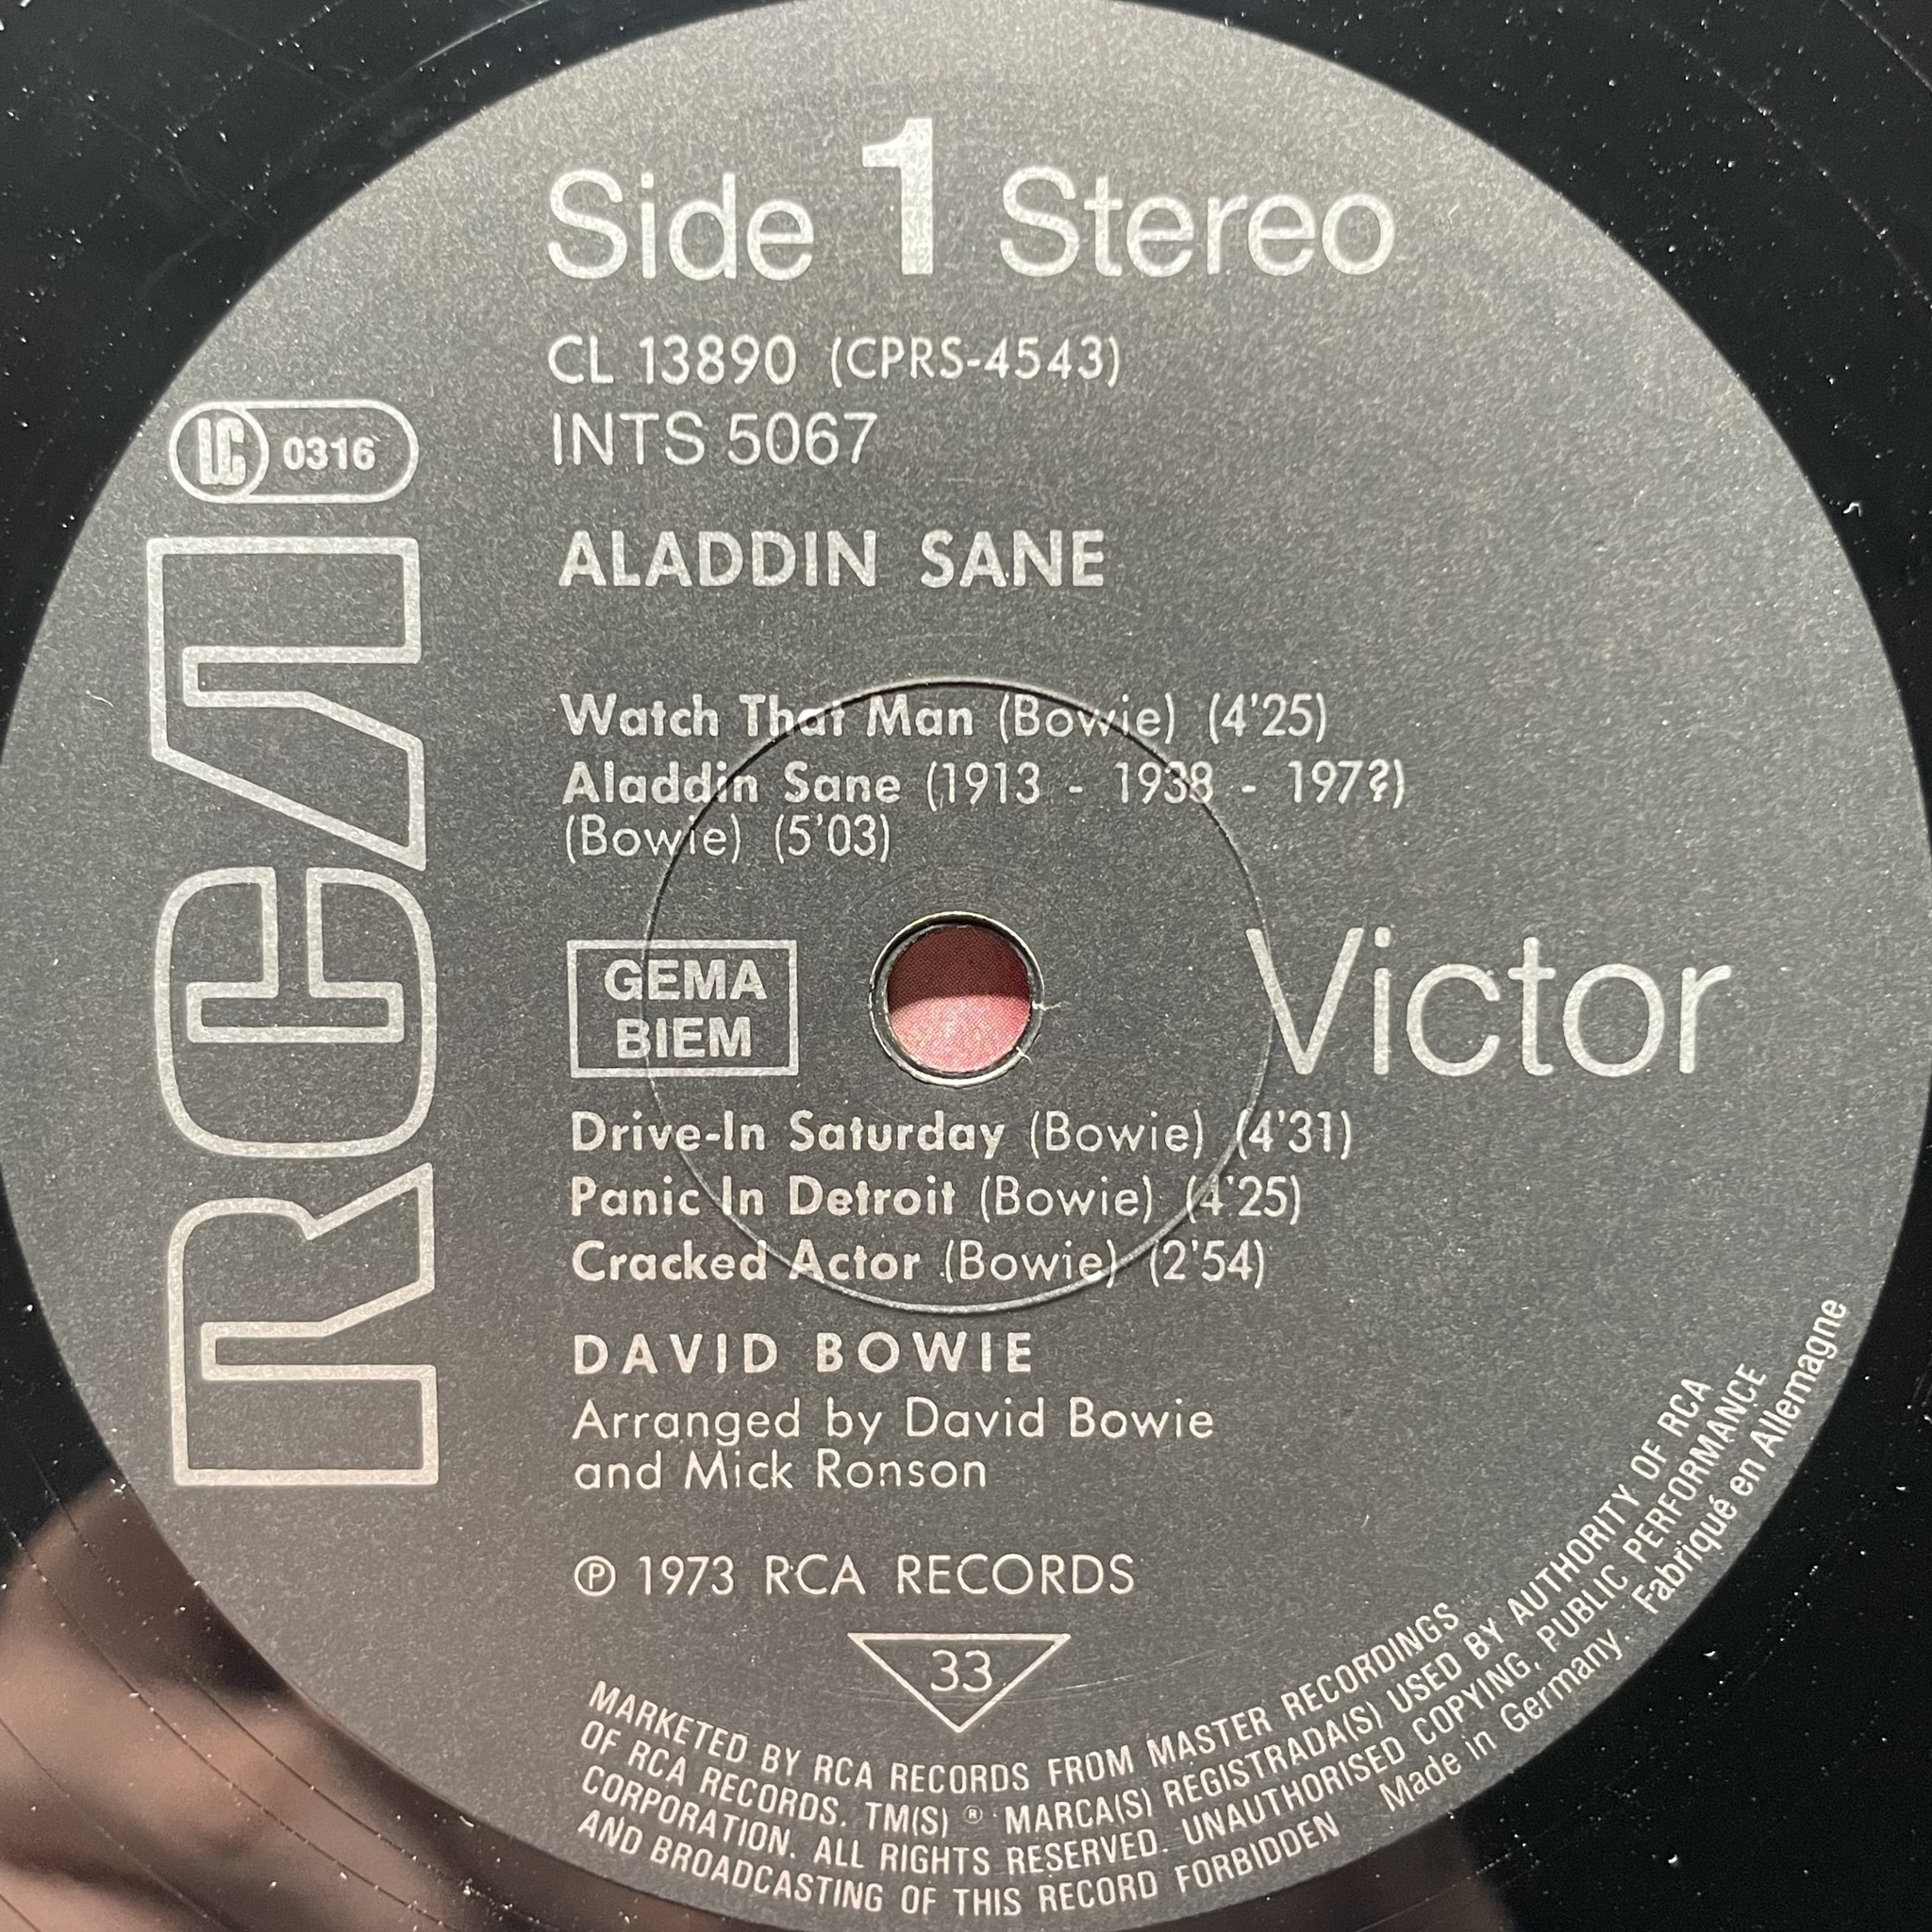 Side 1 Stereo
CL 13890 (CPRS-4543)
INTS 5067
LC 0316
ALADDIN SANE
Watch That Man (Bowie) (4'25)
Aladdin Sane (1913 - 1938 - 197?)
(Bowie) (5'03)
GEMA
BIEM
RCA
Victor
Drive-In Saturday (Bowie) (4'31)
Panic In Detroit (Bowie) (4'25)
Cracked Actor (Bowie) (2'54)
DAVID BOWIE
Arranged by David Bowie
and Mick Ronson
℗ 1973 RCA RECORDS
33
MARKETED BY RCA RECORDS FROM MASTER RECORDINGS
OF RCA RECORDS. TM(S) ® MARCA(S) REGISTRADA(S) USED BY AUTHORITY OF RCA
CORPORATION. ALL RIGHTS RESERVED. UNAUTHORISED COPYING, PUBLIC PERFORMANCE
AND BROADCASTING OF THIS RECORD FORBIDDEN Made in Germany. Fabriqué en Allemagne